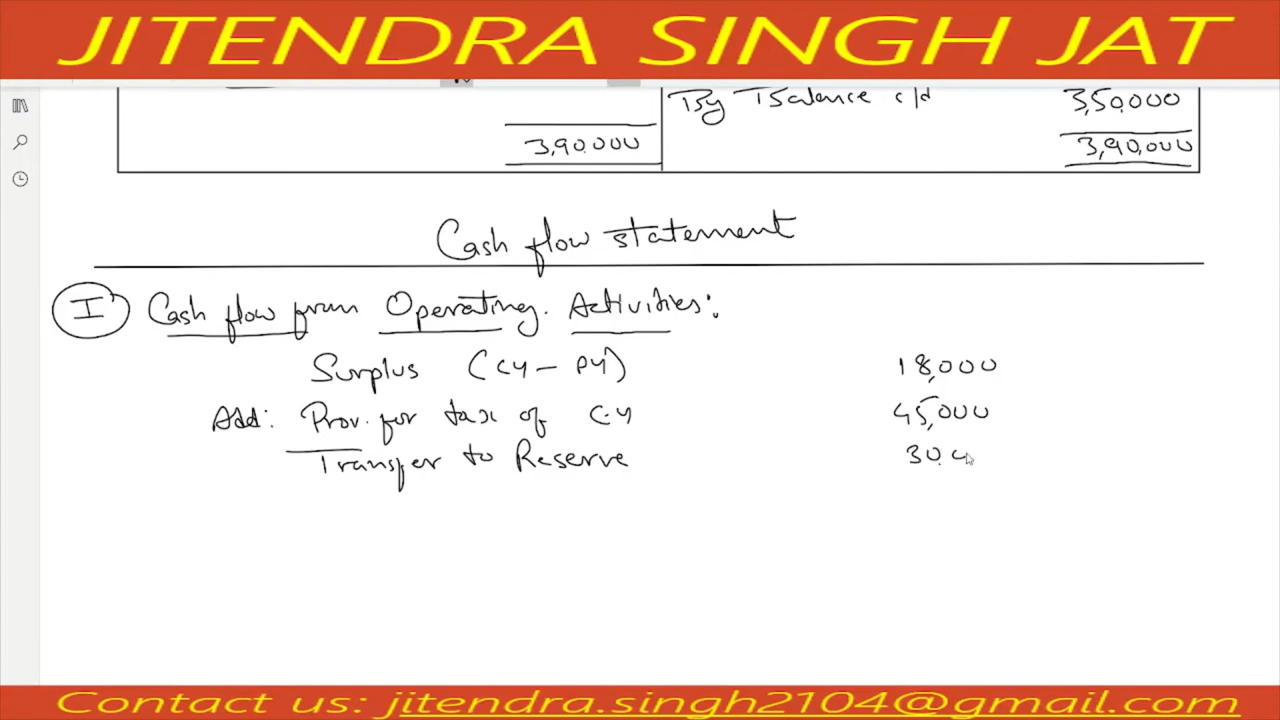 JITENDRA SINGH JAT
By Balance c/d 3,50,000
3,90,000 3,90,000
Cash flow statement
I Cash flow from Operating Activities:
Surplus (CY - PY) 18,000
Add: Prov. for tax of C.Y 45,000
Transfer to Reserve 30,0
Contact us: jitendra.singh2104@gmail.com